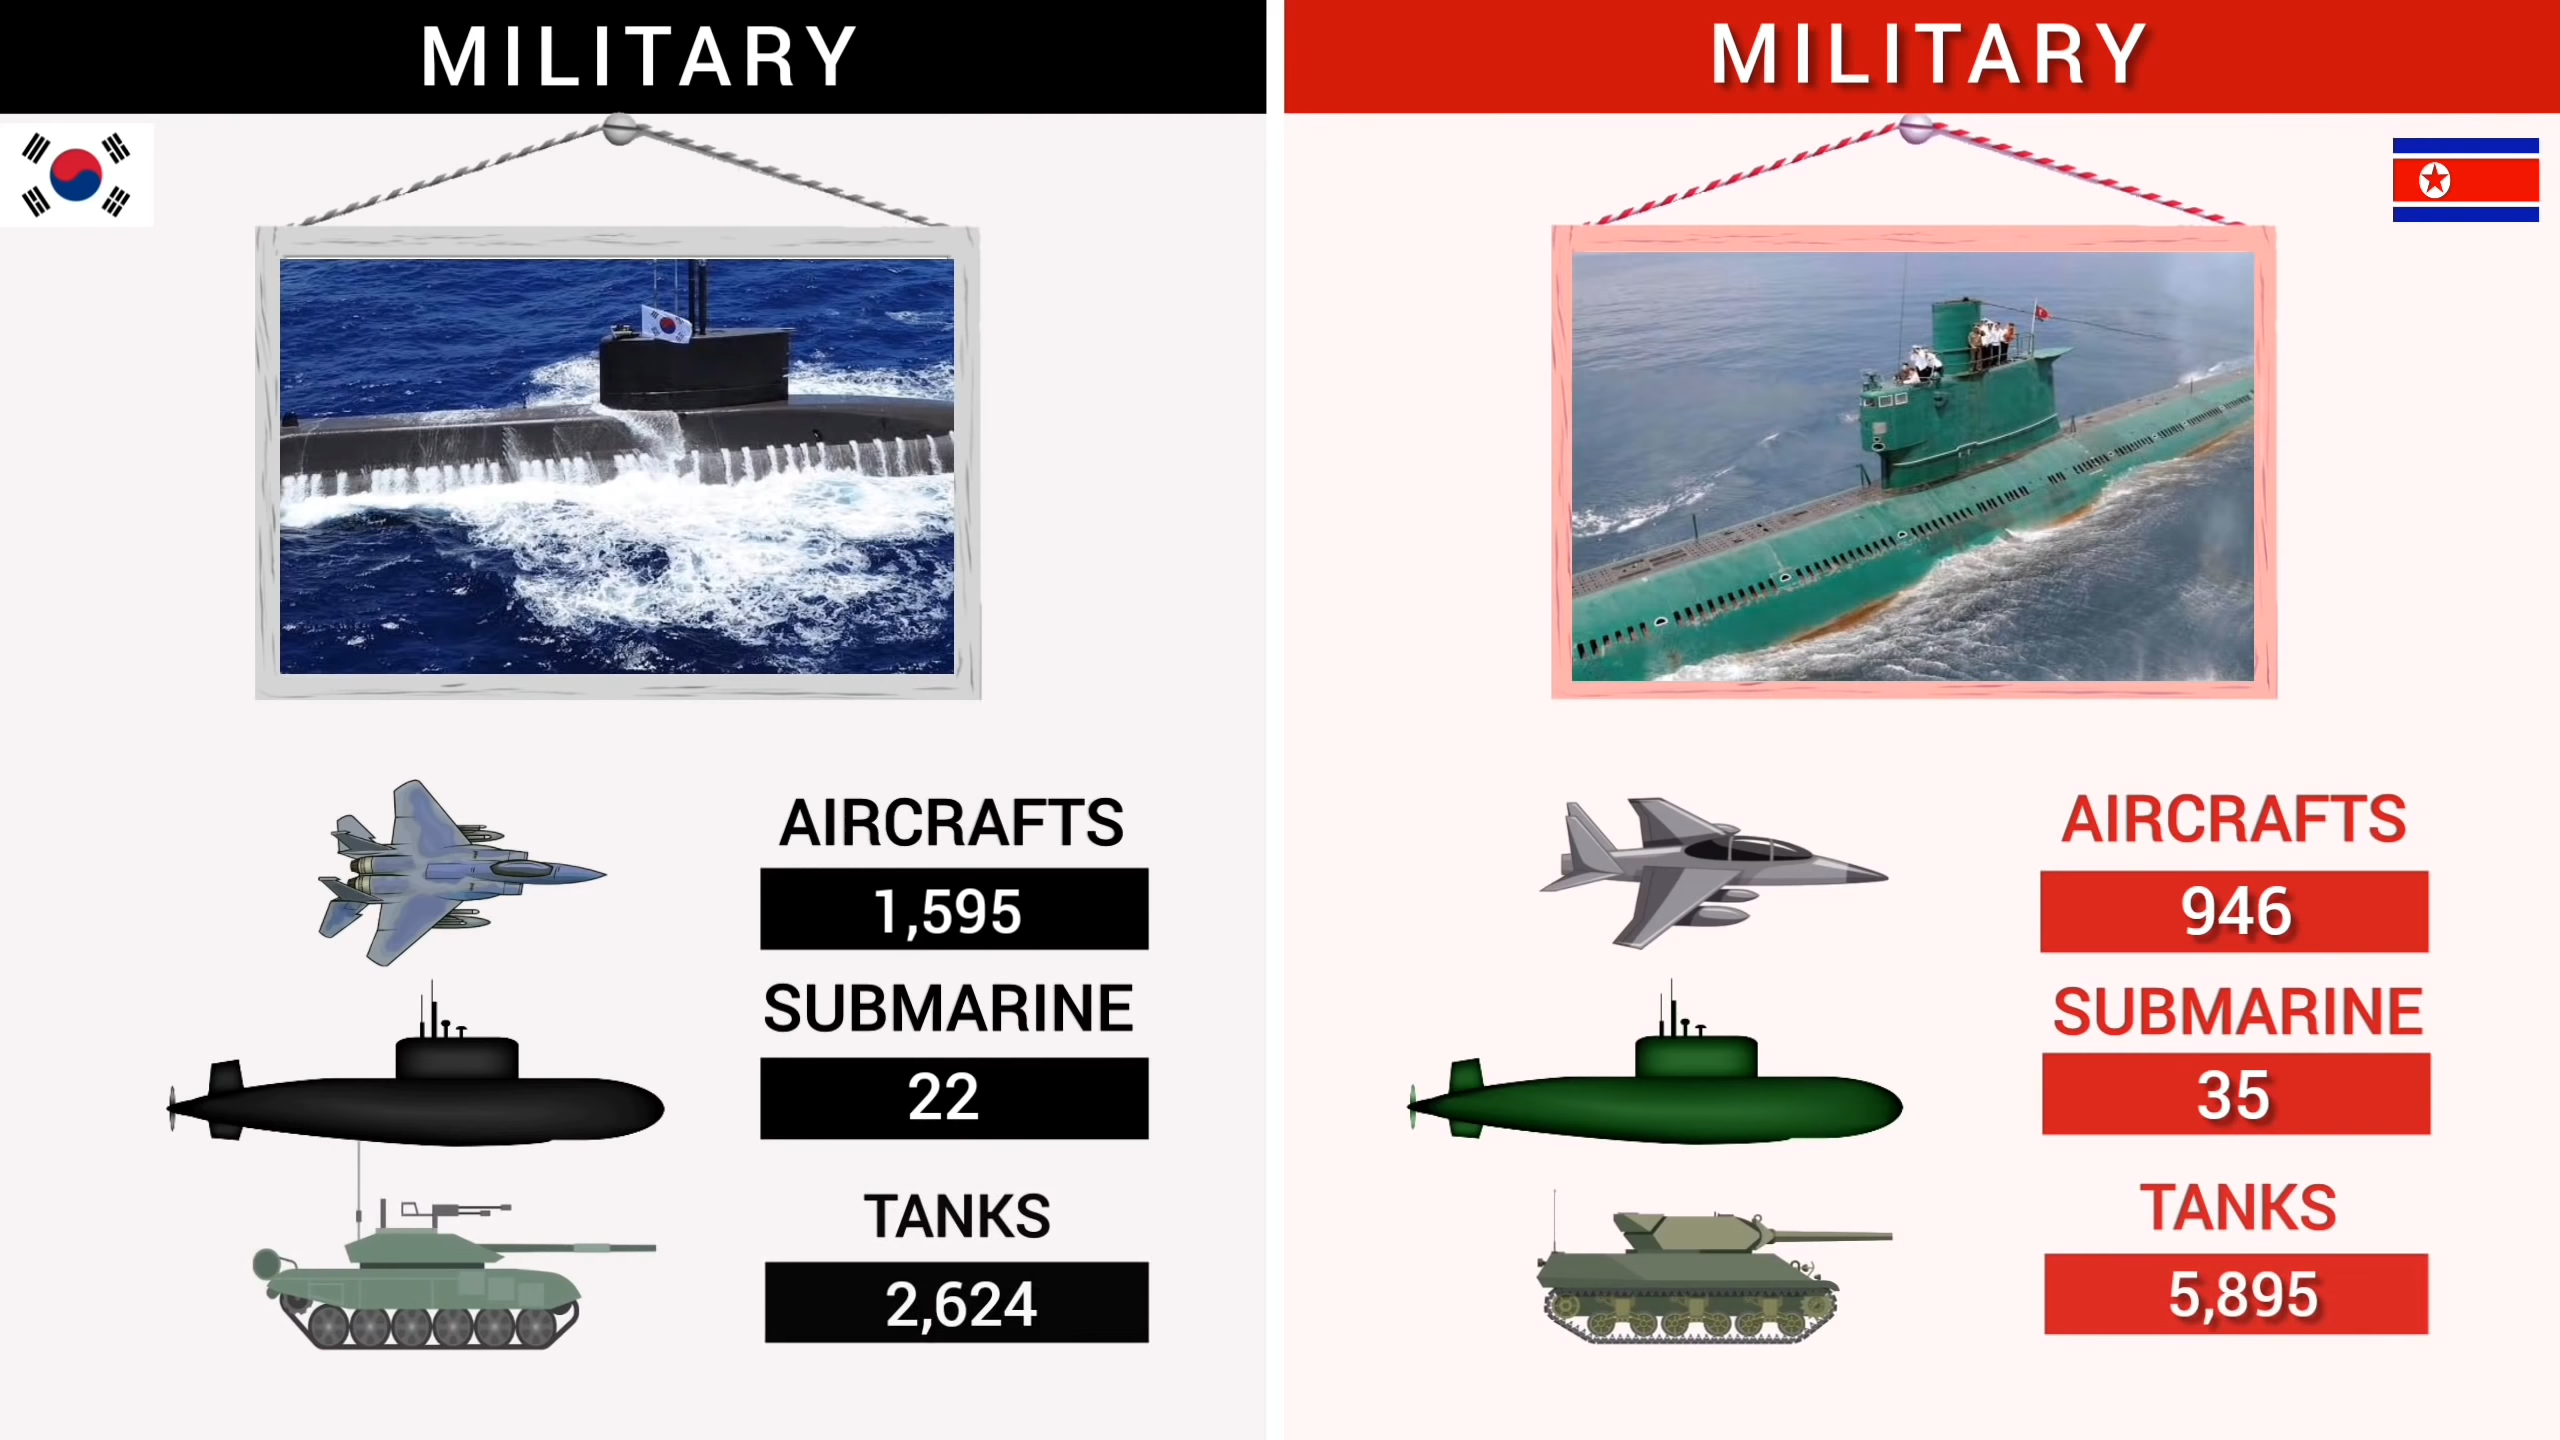 MILITARY
AIRCRAFTS
1,595
SUBMARINE
22
TANKS
2,624
MILITARY
AIRCRAFTS
946
SUBMARINE
35
TANKS
5,895